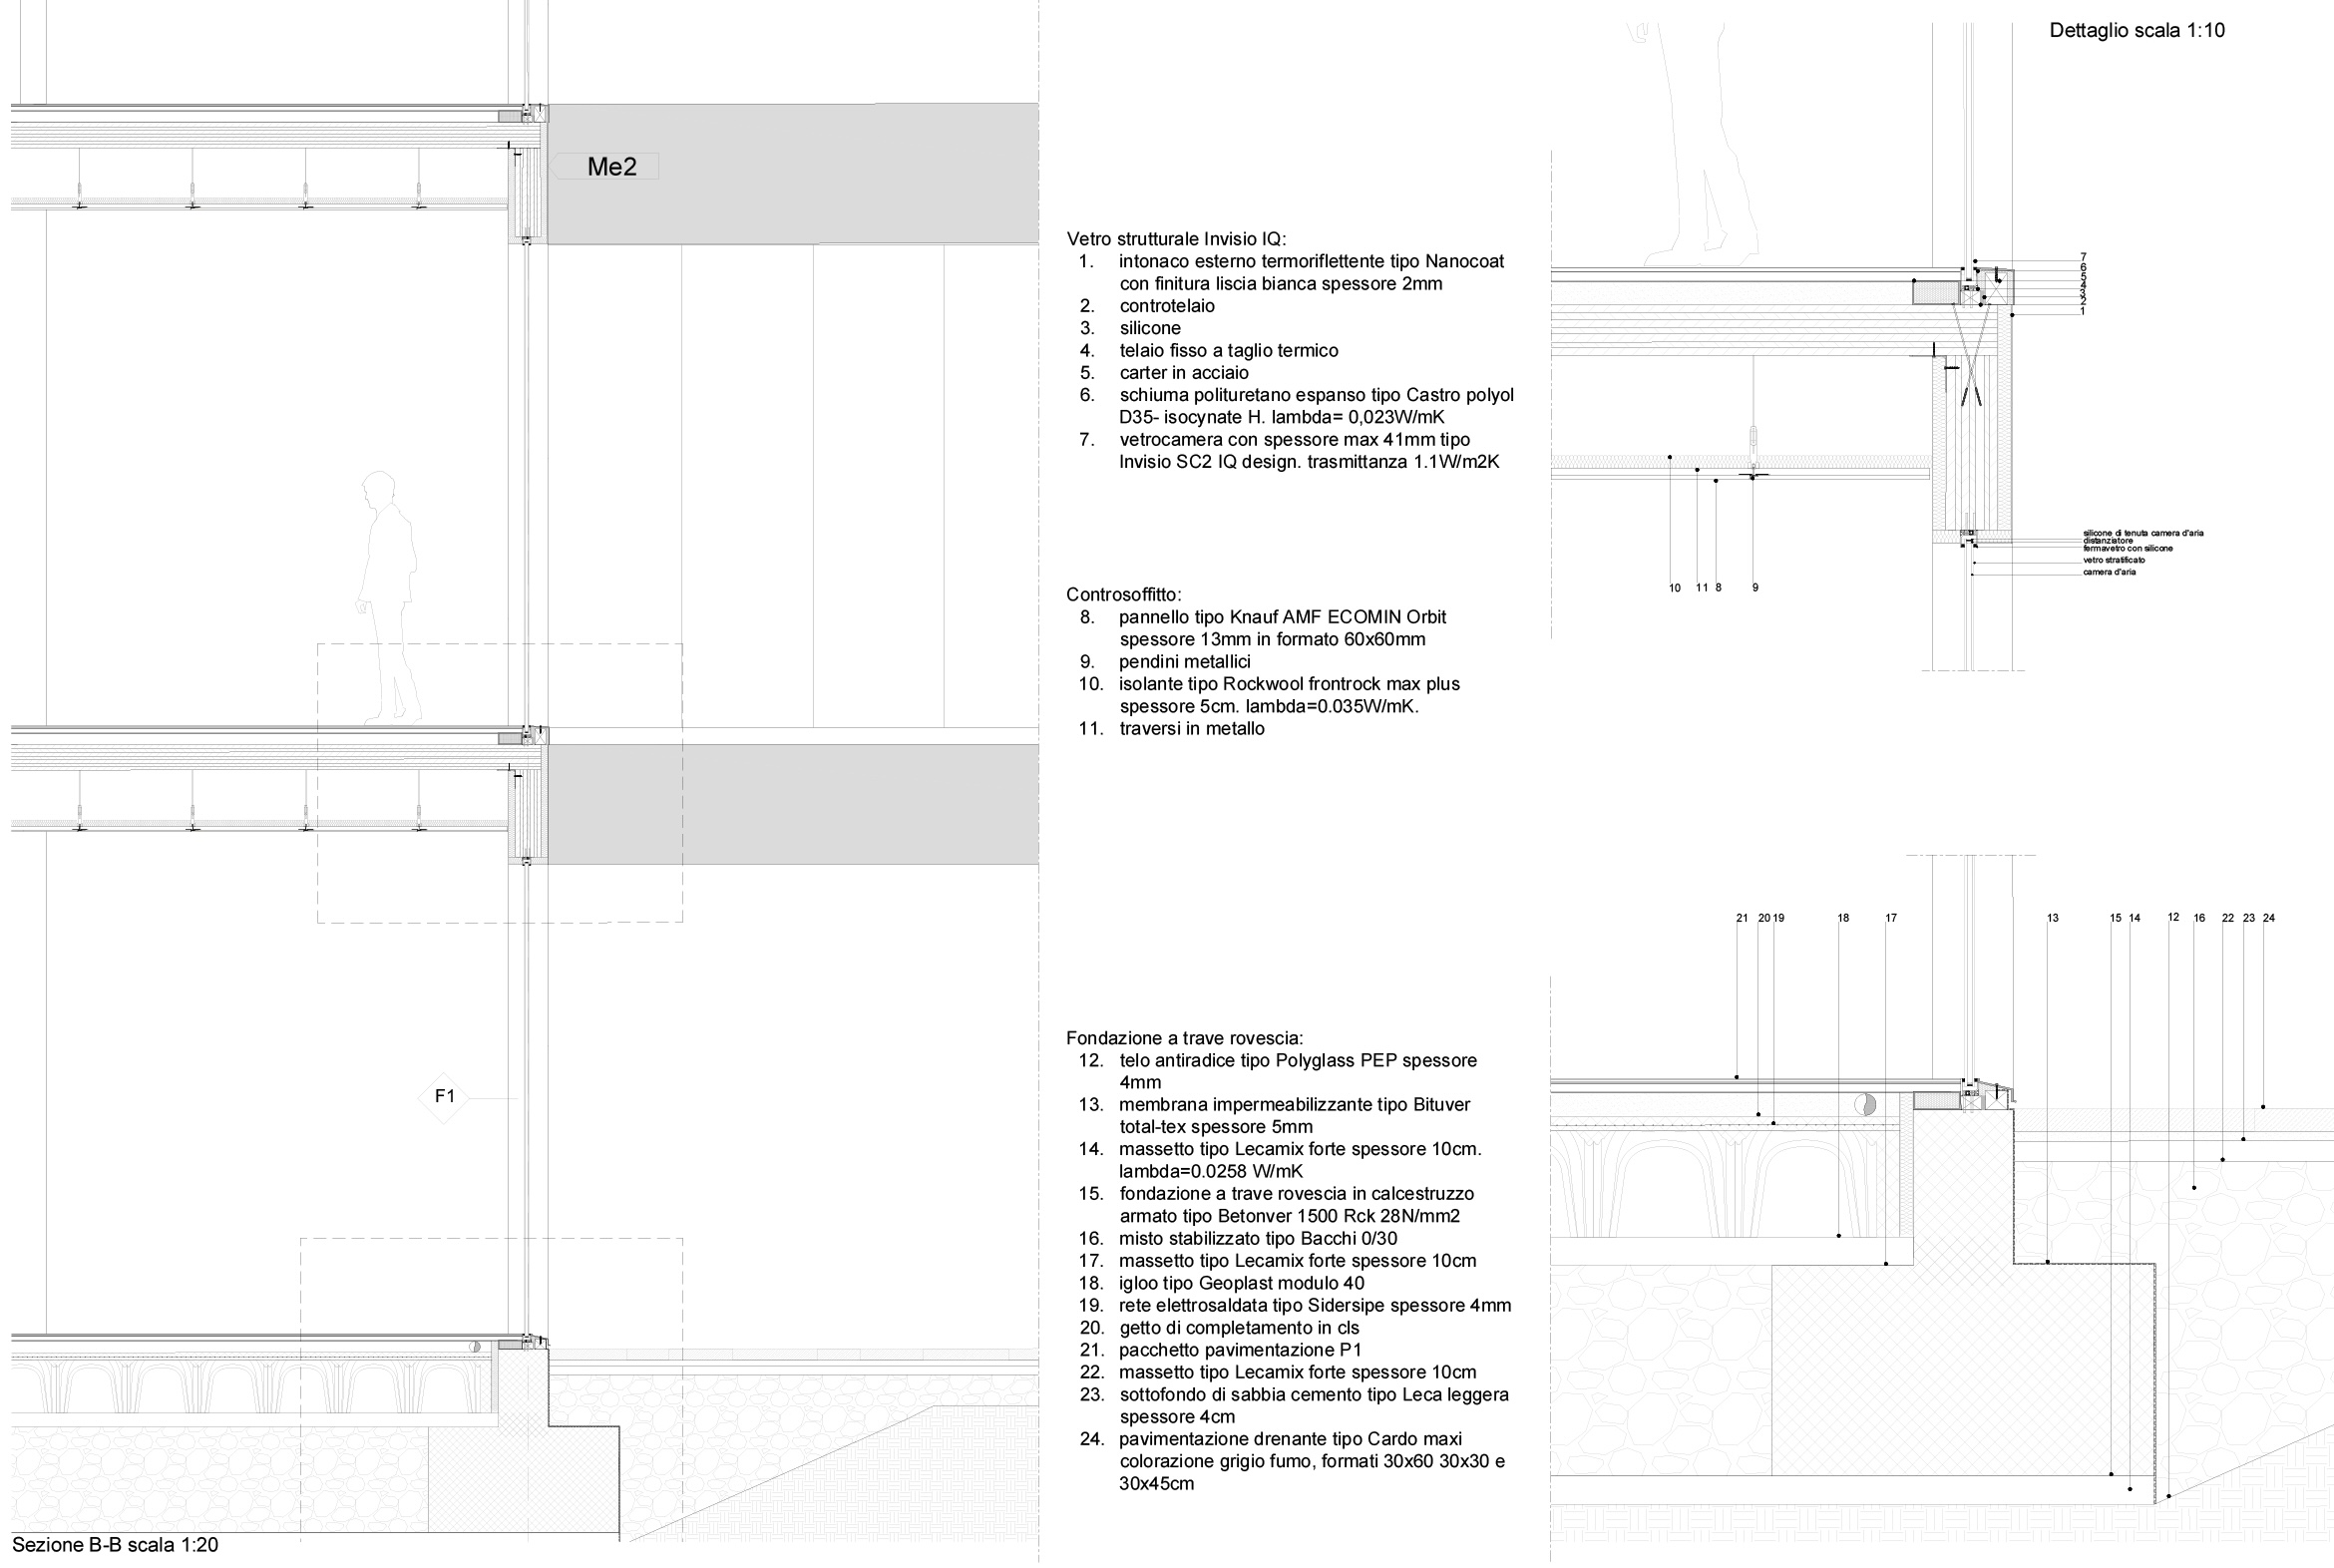 Dettaglio scala 1:10
Me2
Vetro strutturale Invisio IQ:
1. intonaco esterno termoriflettente tipo Nanocoat
con finitura liscia bianca spessore 2mm
2. controtelaio
3. silicone
4. telaio fisso a taglio termico
5. carter in acciaio
6. schiuma polituretano espanso tipo Castro polyol
D35- isocynate H. lambda= 0,023W/mK
7. vetrocamera con spessore max 41mm tipo
Invisio SC2 IQ design. trasmittanza 1.1W/m2K
7
6
5
4
3
2
1
silicone di tenuta camera d'aria
distanziatore
fermavetro con silicone
vetro stratificato
camera d'aria
10 11 8 9
Controsoffitto:
8. pannello tipo Knauf AMF ECOMIN Orbit
spessore 13mm in formato 60x60mm
9. pendini metallici
10. isolante tipo Rockwool frontrock max plus
spessore 5cm. lambda=0.035W/mK.
11. traversi in metallo
21 20 19 18 17 13 15 14 12 16 22 23 24
F1
Fondazione a trave rovescia:
12. telo antiradice tipo Polyglass PEP spessore
4mm
13. membrana impermeabilizzante tipo Bituver
total-tex spessore 5mm
14. massetto tipo Lecamix forte spessore 10cm.
lambda=0.0258 W/mK
15. fondazione a trave rovescia in calcestruzzo
armato tipo Betonver 1500 Rck 28N/mm2
16. misto stabilizzato tipo Bacchi 0/30
17. massetto tipo Lecamix forte spessore 10cm
18. igloo tipo Geoplast modulo 40
19. rete elettrosaldata tipo Sidersipe spessore 4mm
20. getto di completamento in cls
21. pacchetto pavimentazione P1
22. massetto tipo Lecamix forte spessore 10cm
23. sottofondo di sabbia cemento tipo Leca leggera
spessore 4cm
24. pavimentazione drenante tipo Cardo maxi
colorazione grigio fumo, formati 30x60 30x30 e
30x45cm
Sezione B-B scala 1:20